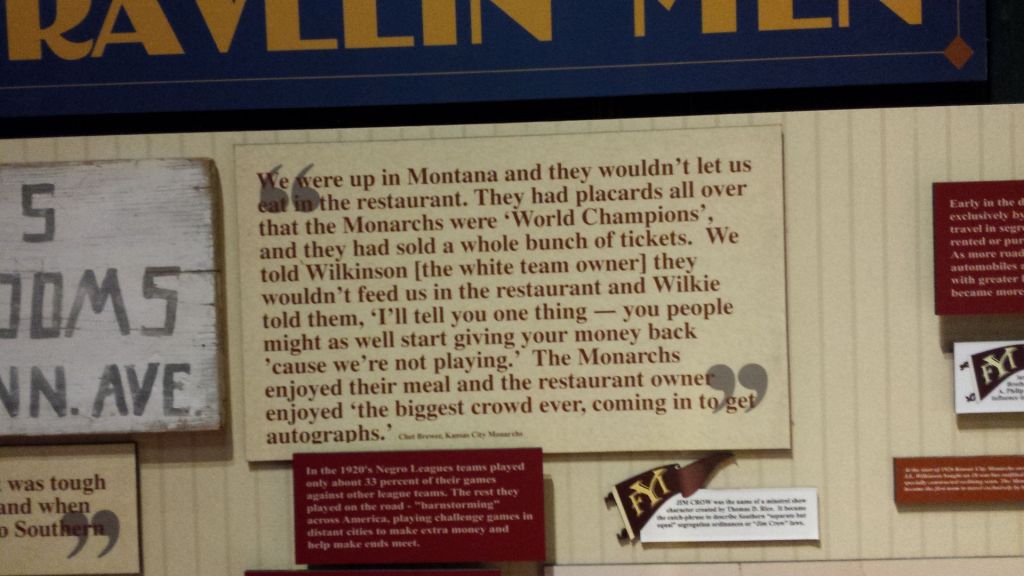 RAVELIN' MEN
5
OOMS
NN. AVE.
“
We were up in Montana and they wouldn't let us
eat in the restaurant. They had placards all over
that the Monarchs were ‘World Champions’,
and they had sold a whole bunch of tickets. We
told Wilkinson [the white team owner] they
wouldn't feed us in the restaurant and Wilkie
told them, ‘I'll tell you one thing — you people
might as well start giving your money back
'cause we're not playing.’ The Monarchs
enjoyed their meal and the restaurant owner
enjoyed ‘the biggest crowd ever, coming in to get
autographs.’ Chet Brewer, Kansas City Monarchs
”
was tough
and when
o Southern
”
In the 1920's Negro Leagues teams played
only about 33 percent of their games
against other league teams. The rest they
played on the road - "barnstorming"
across America, playing challenge games in
distant cities to make extra money and
help make ends meet.
FYI
JIM CROW was the name of a minstrel show
character created by Thomas D. Rice. It became
the catch-phrase to describe Southern "separate but
equal" segregation ordinances or "Jim Crow" laws.
Early in the
exclusively by
travel in segr
rented or pur
As more road
automobiles
with greater
became more
FYI
A. Philip
influence